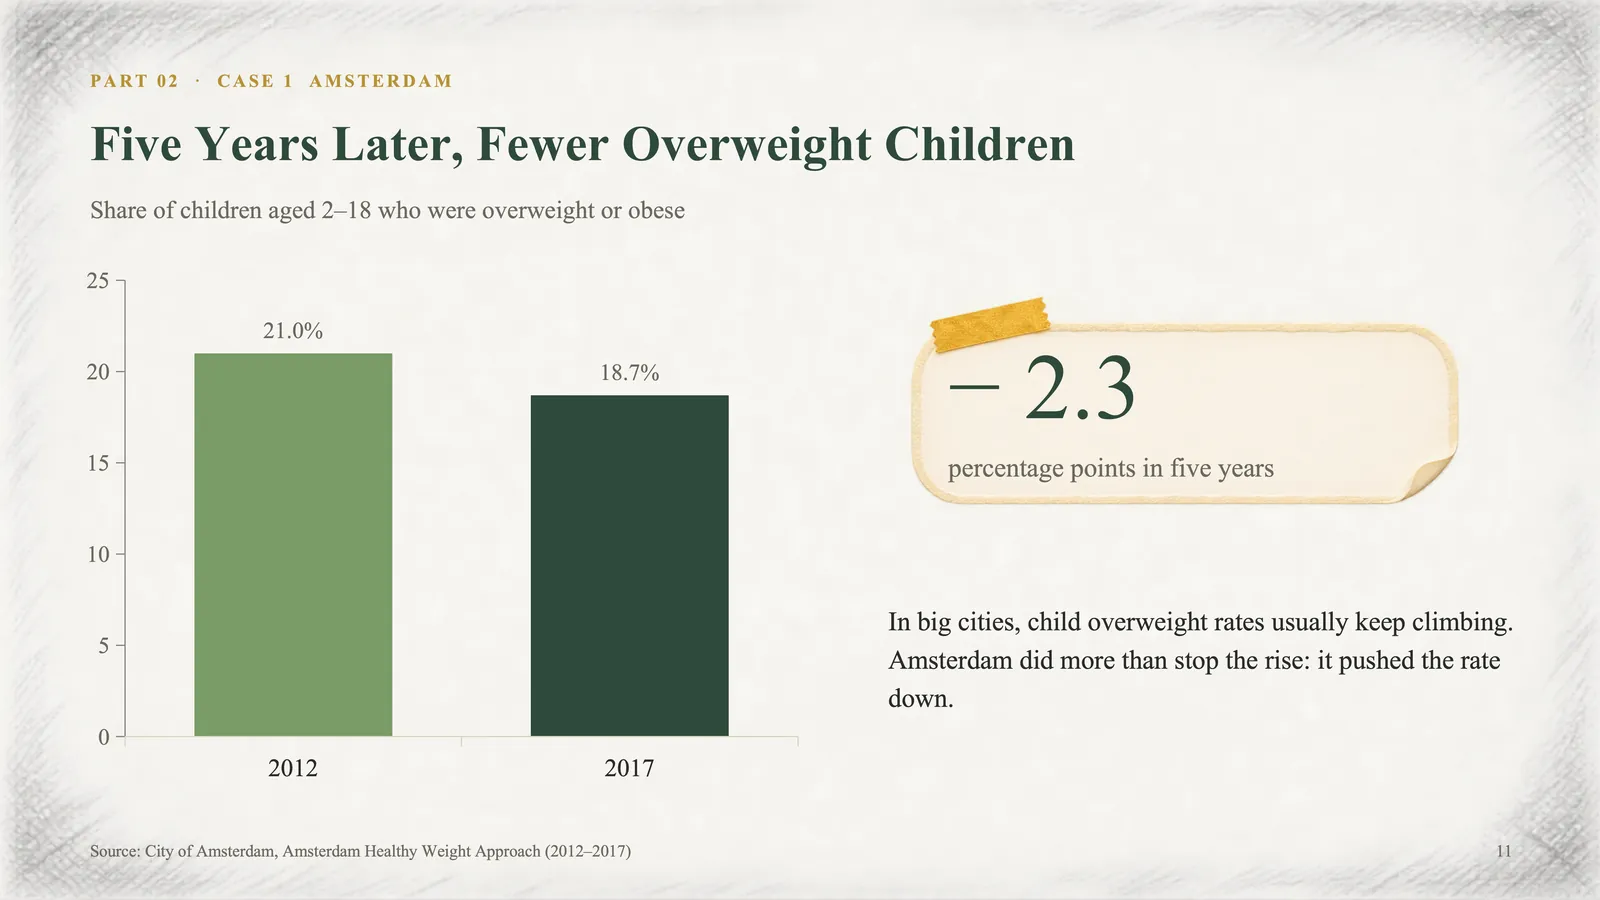 PART 02 · CASE 1 AMSTERDAM
Five Years Later, Fewer Overweight Children
Share of children aged 2–18 who were overweight or obese
25
20
15
10
5
0
21.0%
18.7%
2012
2017
– 2.3
percentage points in five years
In big cities, child overweight rates usually keep climbing.
Amsterdam did more than stop the rise: it pushed the rate
down.
Source: City of Amsterdam, Amsterdam Healthy Weight Approach (2012–2017)
11